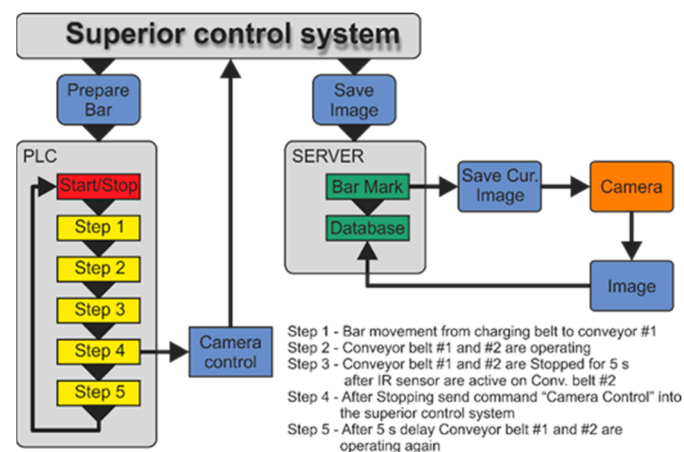 Superior control system
Prepare
Bar
Save
Image
PLC
Start/Stop
Step 1
Step 2
Step 3
Step 4
Step 5
Camera
control
SERVER
Bar Mark
Database
Save Cur.
Image
Camera
Image
Step 1 - Bar movement from charging belt to conveyor #1
Step 2 - Conveyor belt #1 and #2 are operating
Step 3 - Conveyor belt #1 and #2 are Stopped for 5 s
after IR sensor are active on Conv. belt #2
Step 4 - After Stopping send command “Camera Control” into
the superior control system
Step 5 - After 5 s delay Conveyor belt #1 and #2 are
operating again